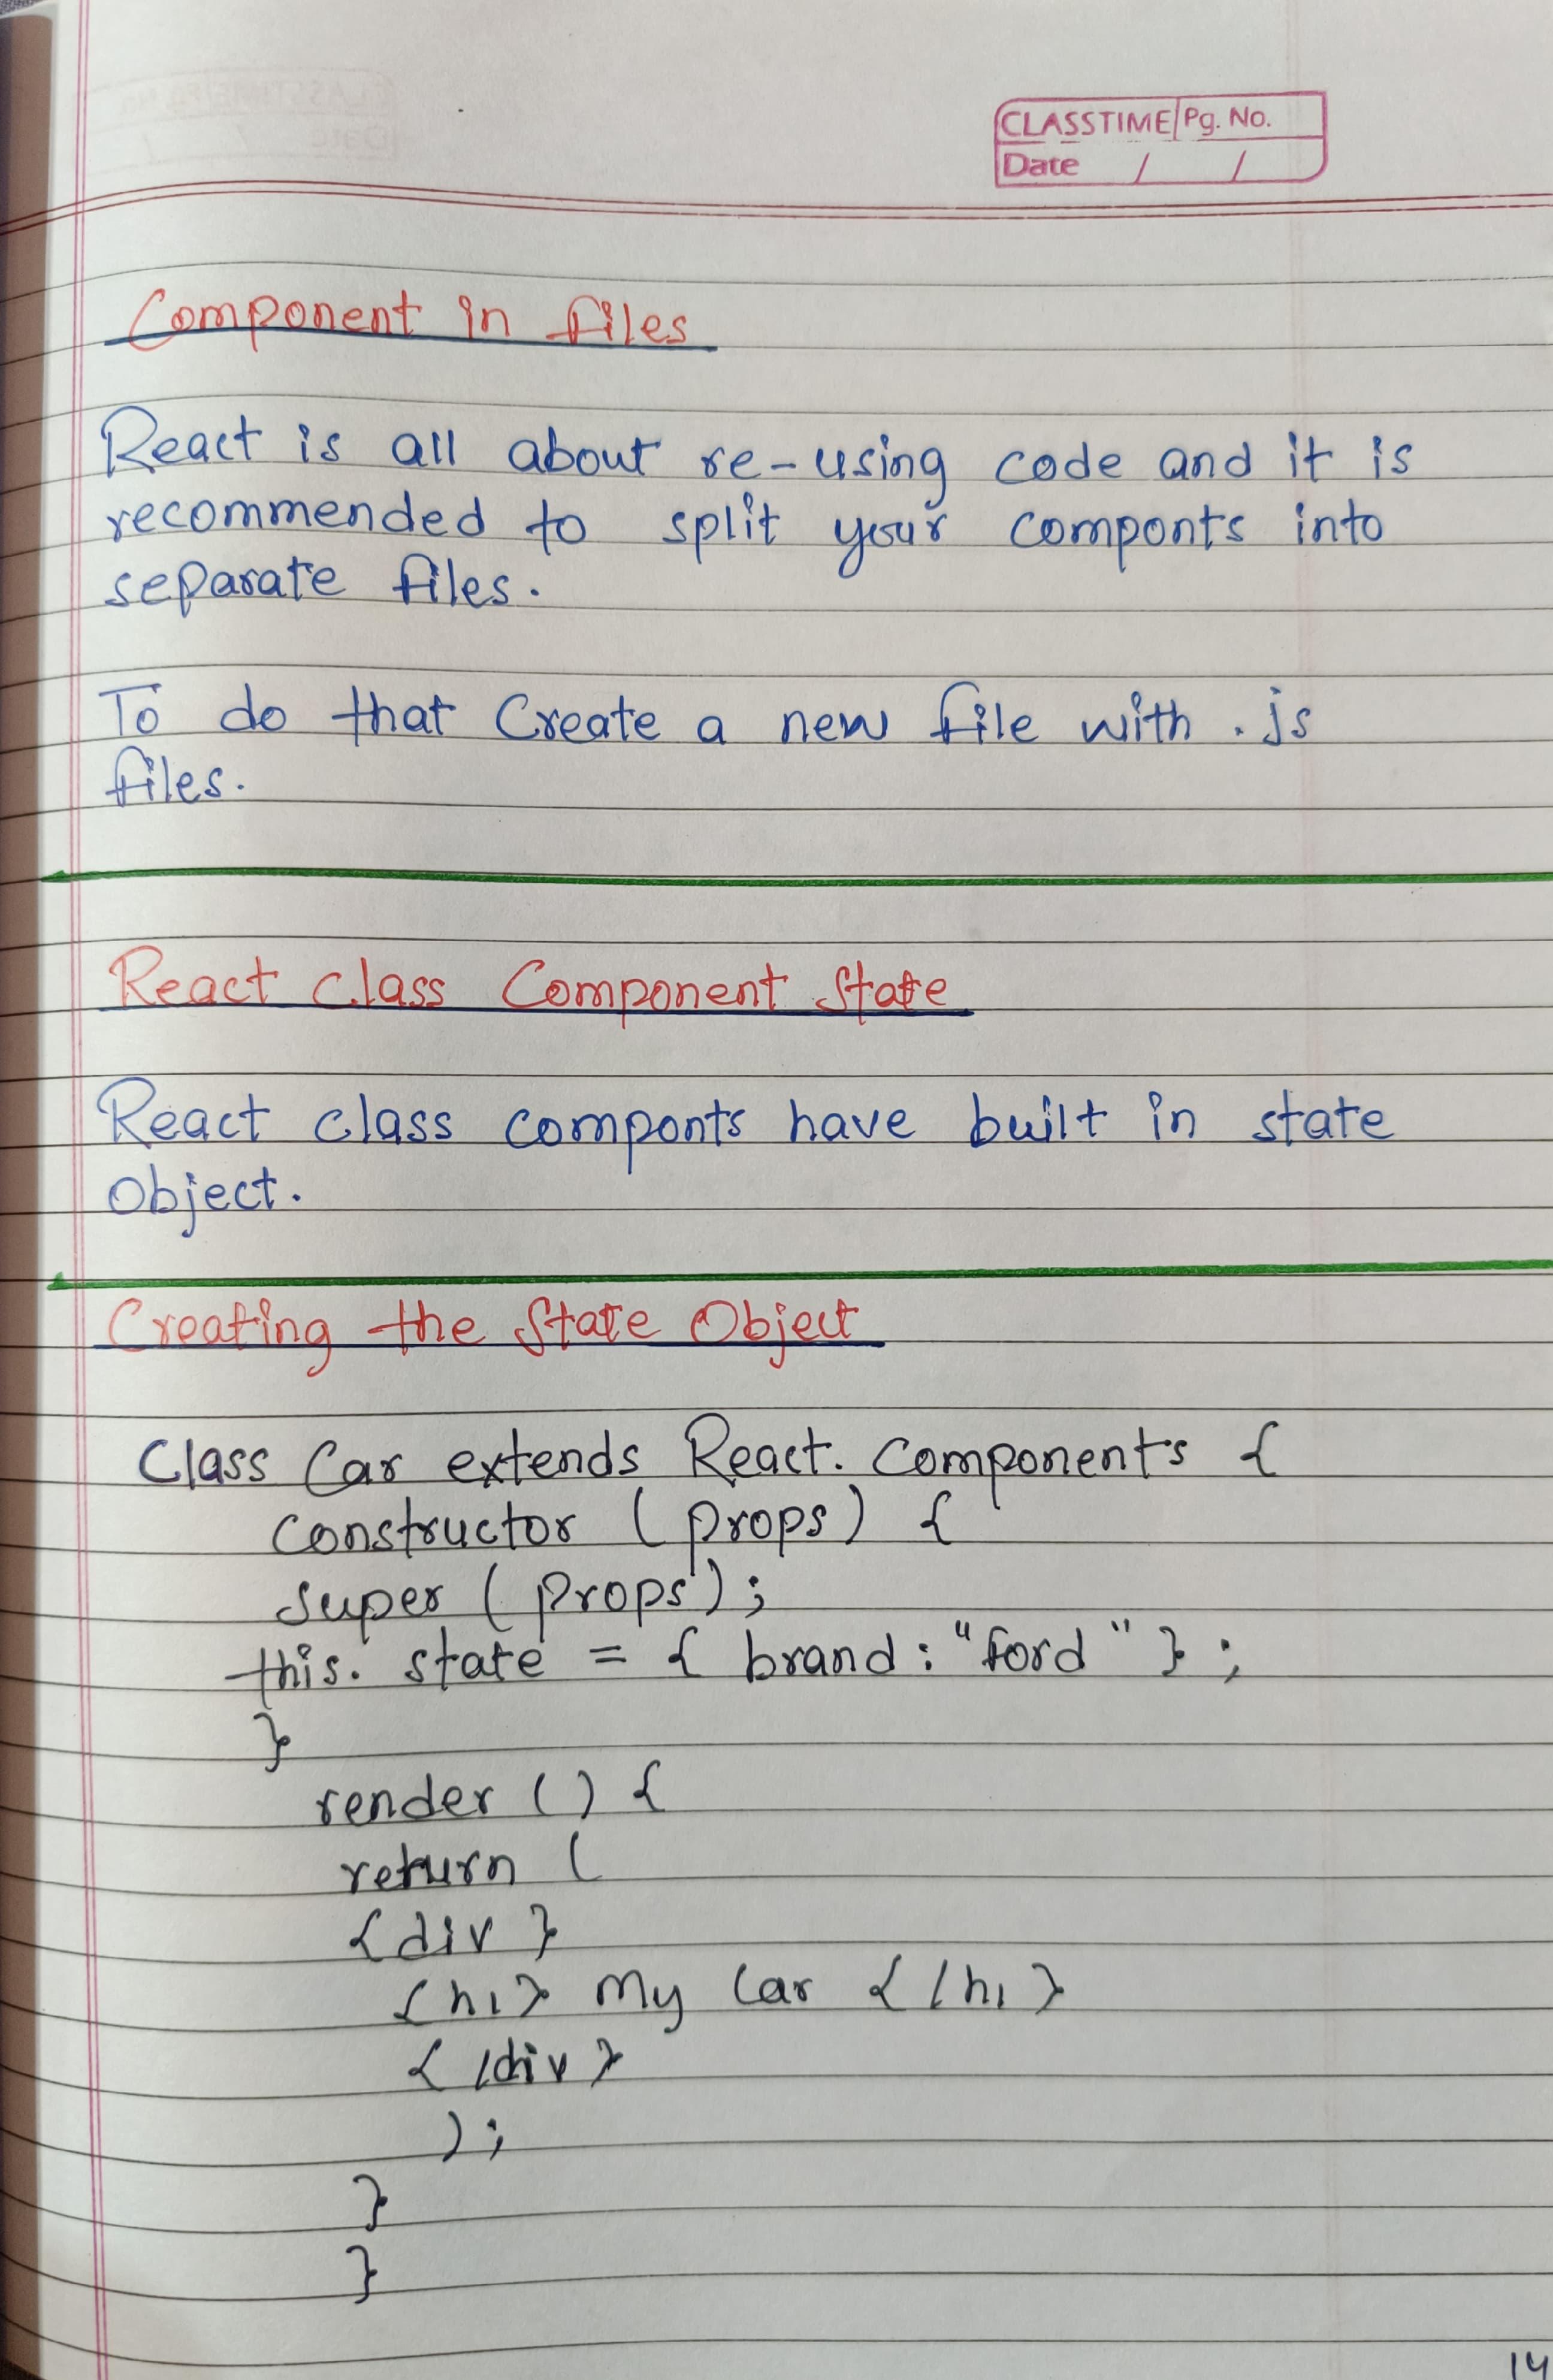 CLASSTIME Pg. No.
Date / /
Component in files
React is all about re-using code and it is
recommended to split your componts into
separate files.
To do that Create a new file with .js
files.
React class Component State
React class componts have built in state
Object.
Creating the State Object
Class Car extends React. Components {
constructor (props) {
super (props);
this. state = { brand : "ford" } ;
}
render () {
return (
{div }
{h1} My Car { /h1 }
{ /div }
);
}
}
14